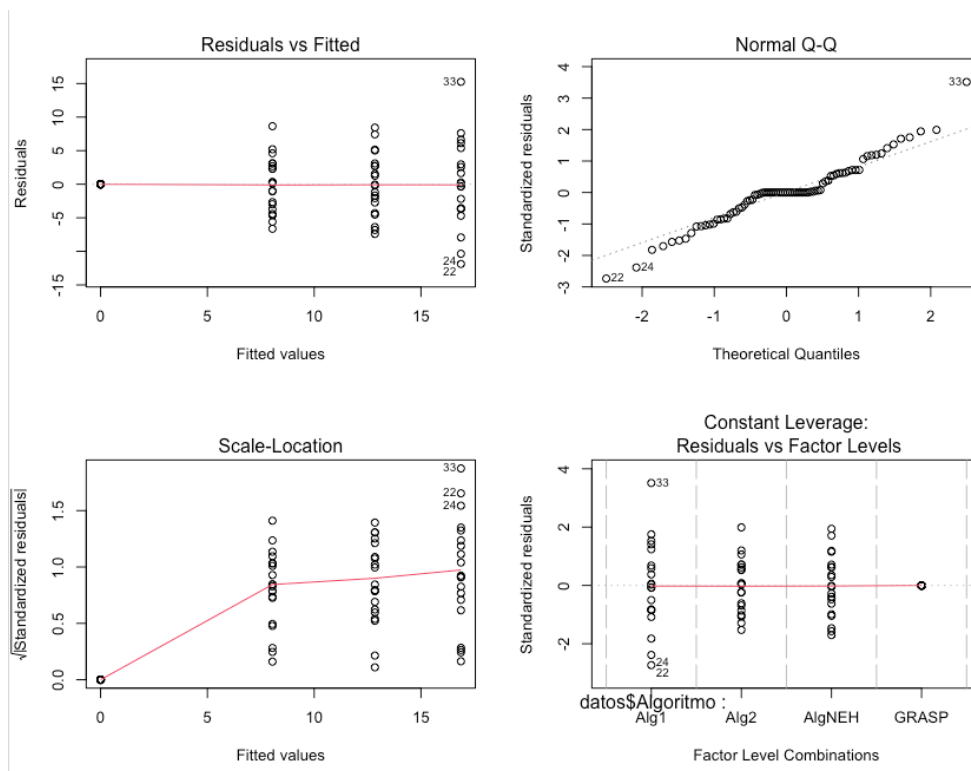 Residuals vs Fitted
Residuals
15
10
5
0
-5
-15
33
24
22
0
5
10
15
Fitted values
Normal Q-Q
Standardized residuals
4
3
2
1
0
-1
-2
-3
33
24
22
-2
-1
0
1
2
Theoretical Quantiles
Scale-Location
√|Standardized residuals|
1.5
1.0
0.5
0.0
33
22
24
0
5
10
15
Fitted values
Constant Leverage:
Residuals vs Factor Levels
Standardized residuals
4
2
0
-2
33
24
22
datos$Algoritmo :
Alg1
Alg2
AlgNEH
GRASP
Factor Level Combinations